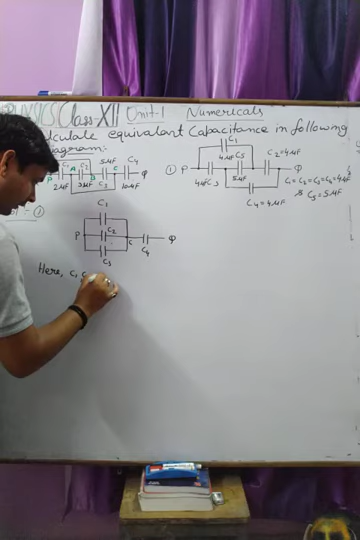 PHYSICS Class-XII Unit-1 Numericals
Calculate equivalent Capacitance in following
diagram:
C1 A C2 B 5μF C C4 Q
P 2μF 3μF C3 10μF
① P C1
4μF C5 C2=4μF Q
4μF C3 5μF C1=C2=C3=C4=4μF
& C5=5μF
C4=4μF
①
C1
P C2 C Q
C3 C4
Here, C1